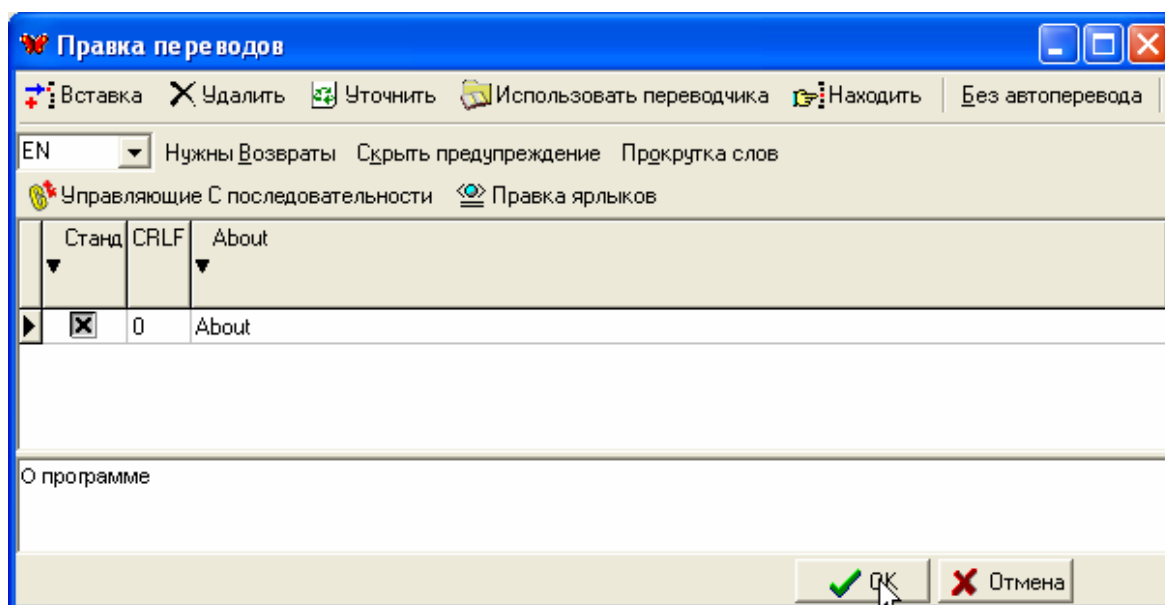 Правка переводов
Вставка Удалить Уточнить Использовать переводчика Находить Без автоперевода
EN Нужны Возвраты Скрыть предупреждение Прокрутка слов
Управляющие С последовательности Правка ярлыков
Станд CRLF About
0 About
О программе
OK Отмена